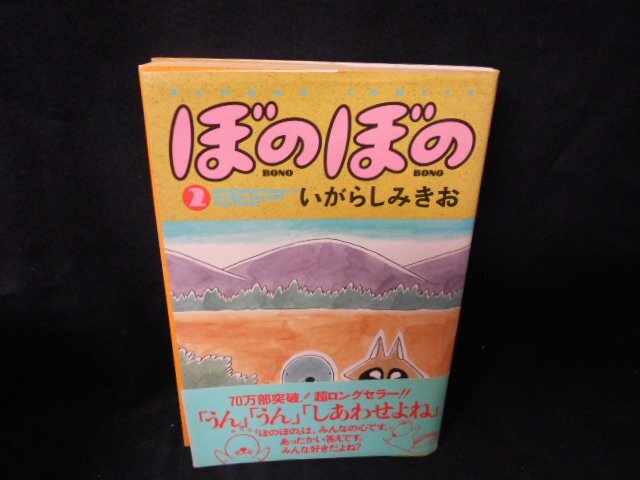 BAMBOO COMICS
ぼのぼの
BONO BONO
2
いがらしみきお
70万部突破!超ロングセラー!!
「うん」「うん」「しあわせよね」
「ぼのぼの」は、みんなの心です。
あったかい答えです。
みんな好きだよね?